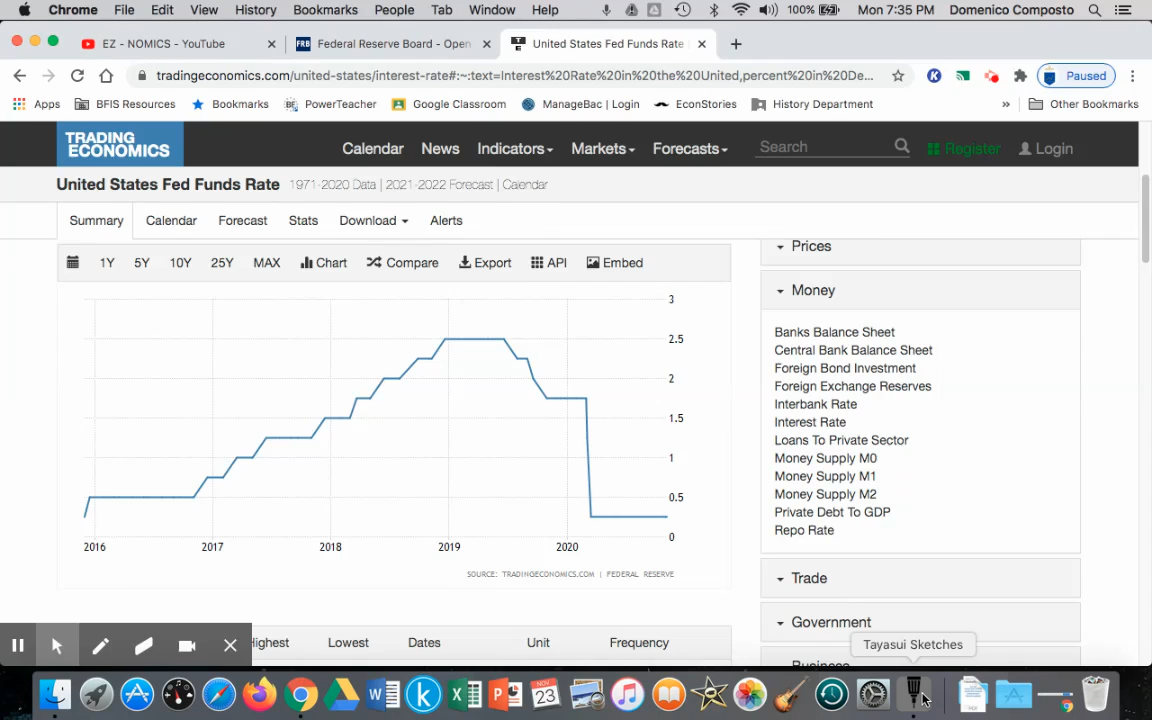 Chrome File Edit View History Bookmarks People Tab Window Help 100% Mon 7:35 PM Domenico Composto
EZ - NOMICS - YouTube × FRB Federal Reserve Board - Open × United States Fed Funds Rate × +
tradingeconomics.com/united-states/interest-rate#:~:text=Interest%20Rate%20in%20the%20United,percent%20in%20De... K Paused
Apps BFIS Resources Bookmarks PowerTeacher Google Classroom ManageBac | Login EconStories History Department » Other Bookmarks
TRADING
ECONOMICS
Calendar News Indicators Markets Forecasts Search Register Login
United States Fed Funds Rate 1971-2020 Data | 2021-2022 Forecast | Calendar
Summary Calendar Forecast Stats Download Alerts
1Y 5Y 10Y 25Y MAX Chart Compare Export API Embed
3
2.5
2
1.5
1
0.5
0
2016 2017 2018 2019 2020
SOURCE: TRADINGECONOMICS.COM | FEDERAL RESERVE
Highest Lowest Dates Unit Frequency
Prices
Money
Banks Balance Sheet
Central Bank Balance Sheet
Foreign Bond Investment
Foreign Exchange Reserves
Interbank Rate
Interest Rate
Loans To Private Sector
Money Supply M0
Money Supply M1
Money Supply M2
Private Debt To GDP
Repo Rate
Trade
Government
Business
Tayasui Sketches
NOV
23